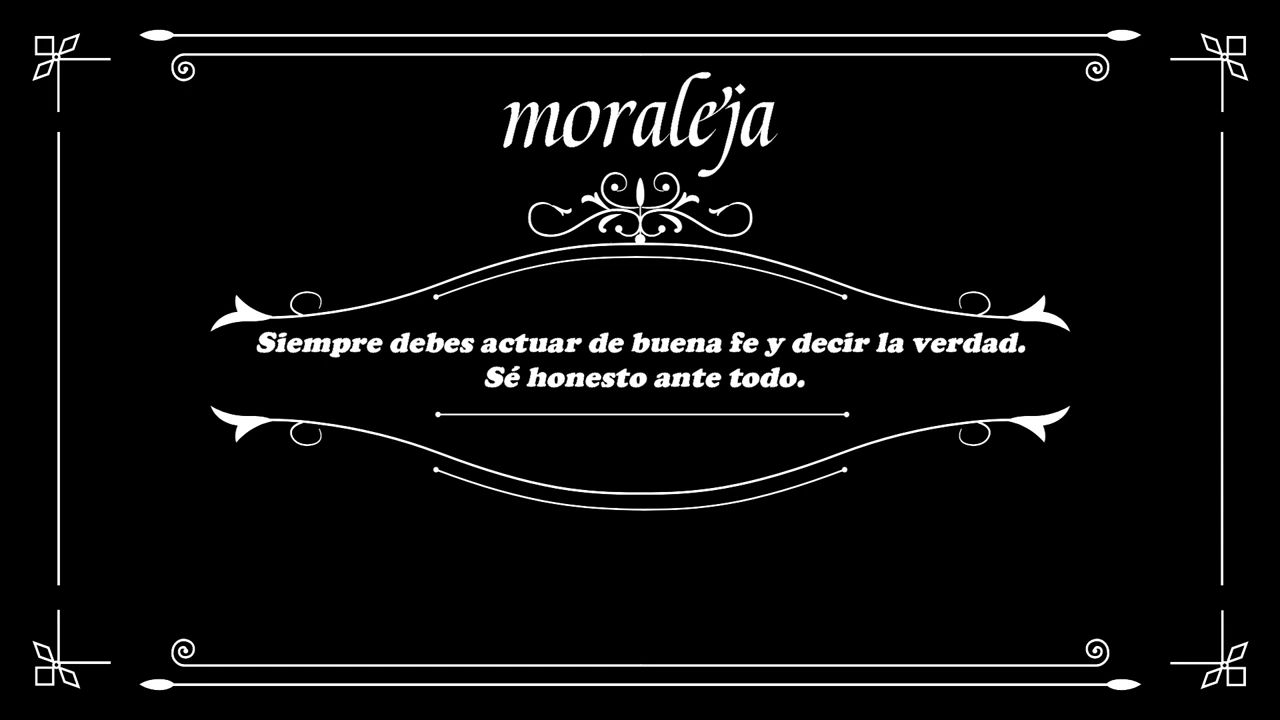 moraleja
Siempre debes actuar de buena fe y decir la verdad.
Sé honesto ante todo.